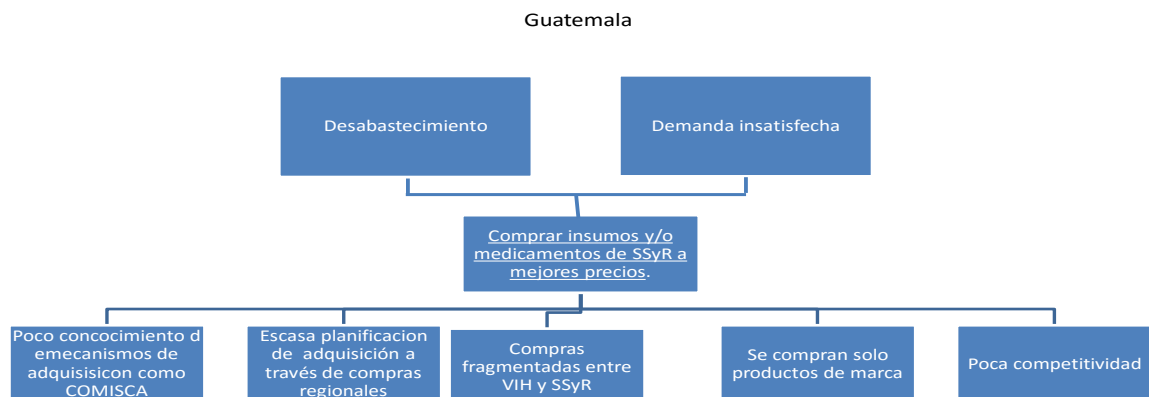 Guatemala
Desabastecimiento
Demanda insatisfecha
Comprar insumos y/o
medicamentos de SSyR a
mejores precios.
Poco concocimiento d
emecanismos de
adquisisicon como
COMISCA
Escasa planificacion
de adquisición a
través de compras
regionales
Compras
fragmentadas entre
VIH y SSyR
Se compran solo
productos de marca
Poca competitividad